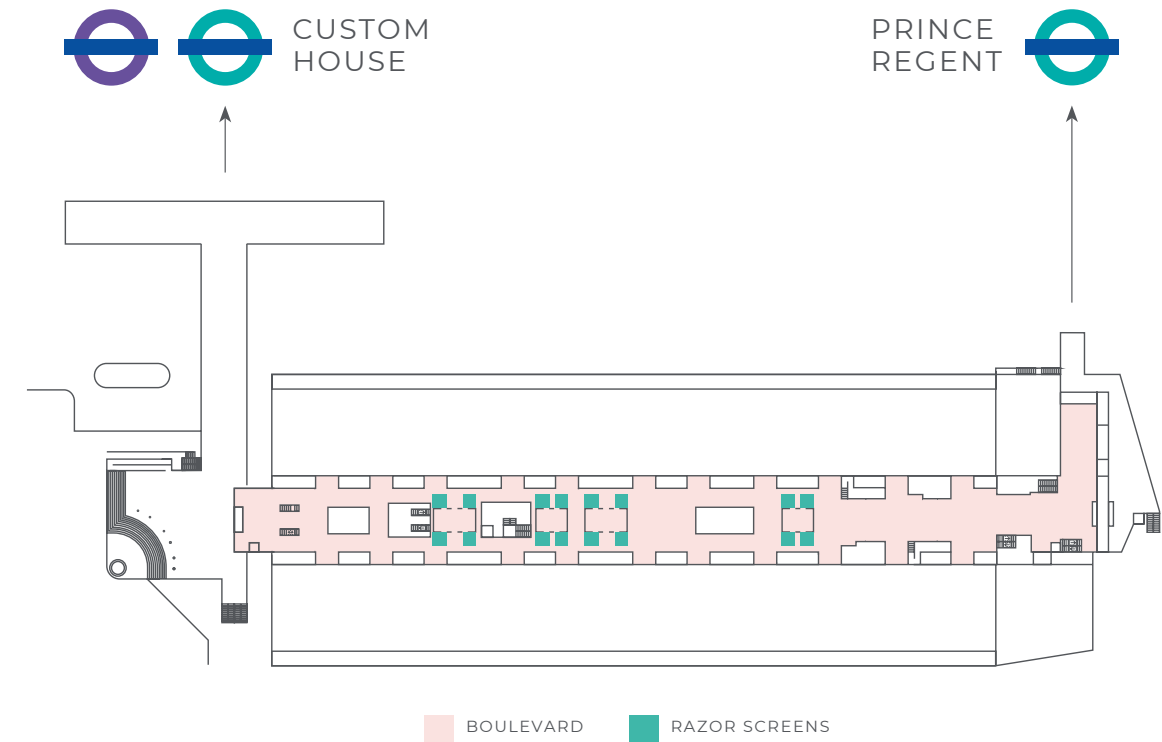 CUSTOM
HOUSE
PRINCE
REGENT
BOULEVARD
RAZOR SCREENS